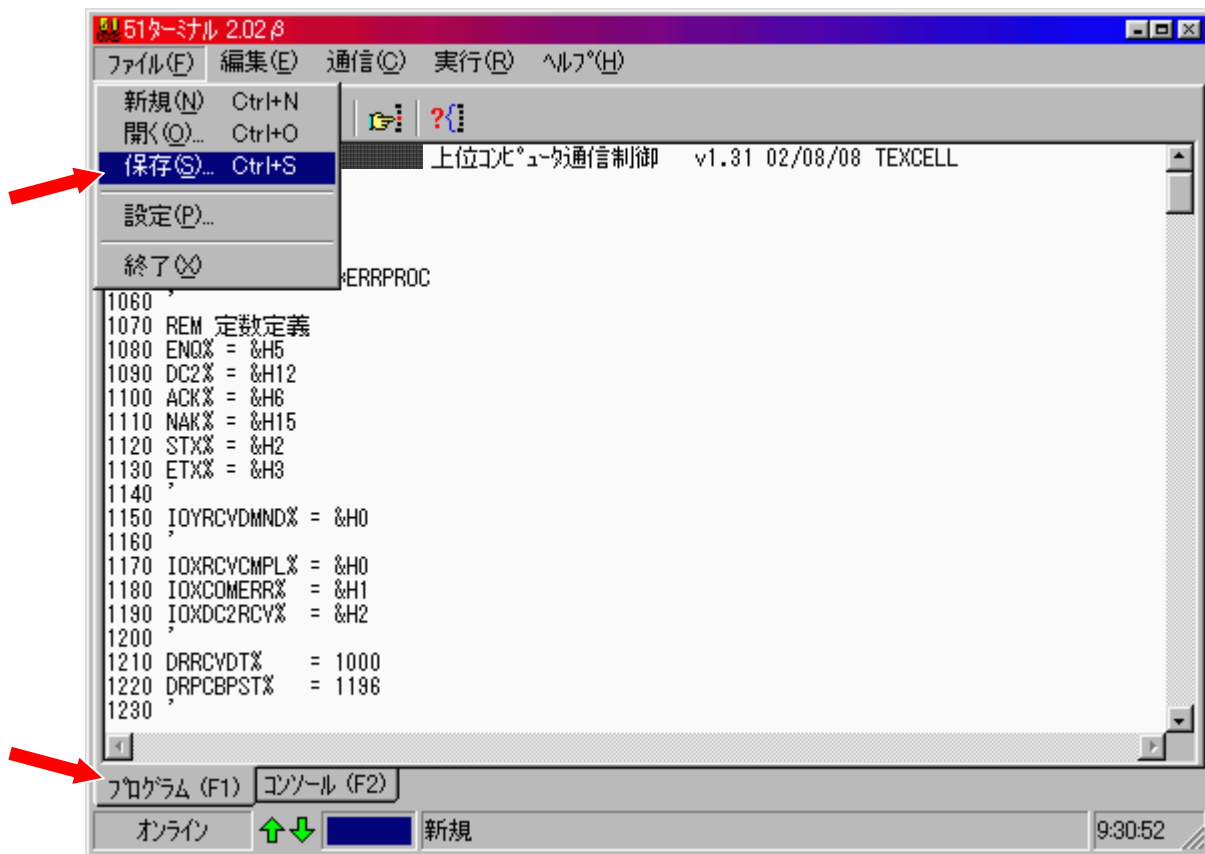 51ターミナル 2.02β
ファイル(F) 編集(E) 通信(C) 実行(R) ヘルプ(H)
新規(N) Ctrl+N
開く(O)... Ctrl+O
保存(S)... Ctrl+S
設定(P)...
終了(X)
?{
上位コンピュータ通信制御 v1.31 02/08/08 TEXCELL
*ERRPROC
1060 '
1070 REM 定数定義
1080 ENQ% = &H5
1090 DC2% = &H12
1100 ACK% = &H6
1110 NAK% = &H15
1120 STX% = &H2
1130 ETX% = &H3
1140 '
1150 IOYRCVDMND% = &H0
1160 '
1170 IOXRCVCMPL% = &H0
1180 IOXCOMERR% = &H1
1190 IOXDC2RCV% = &H2
1200 '
1210 DRRCVDT% = 1000
1220 DRPCBPST% = 1196
1230 '
プログラム (F1) コンソール (F2)
オンライン 新規 9:30:52